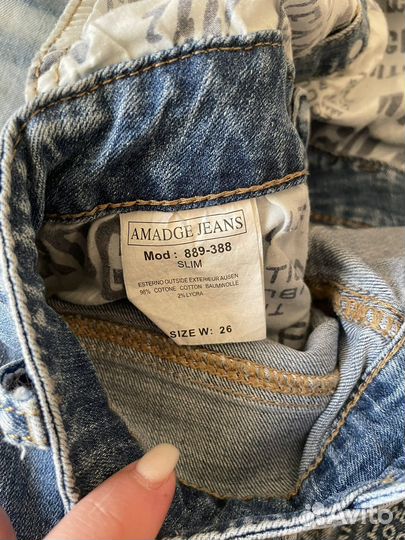 AMADGE JEANS
Mod : 889-388
SLIM
ESTERNO OUTSIDE EXTERIEUR AUSEN
98% COTONE COTTON BAUMWOLLE
2% LYCRA
SIZE W: 26
Avito